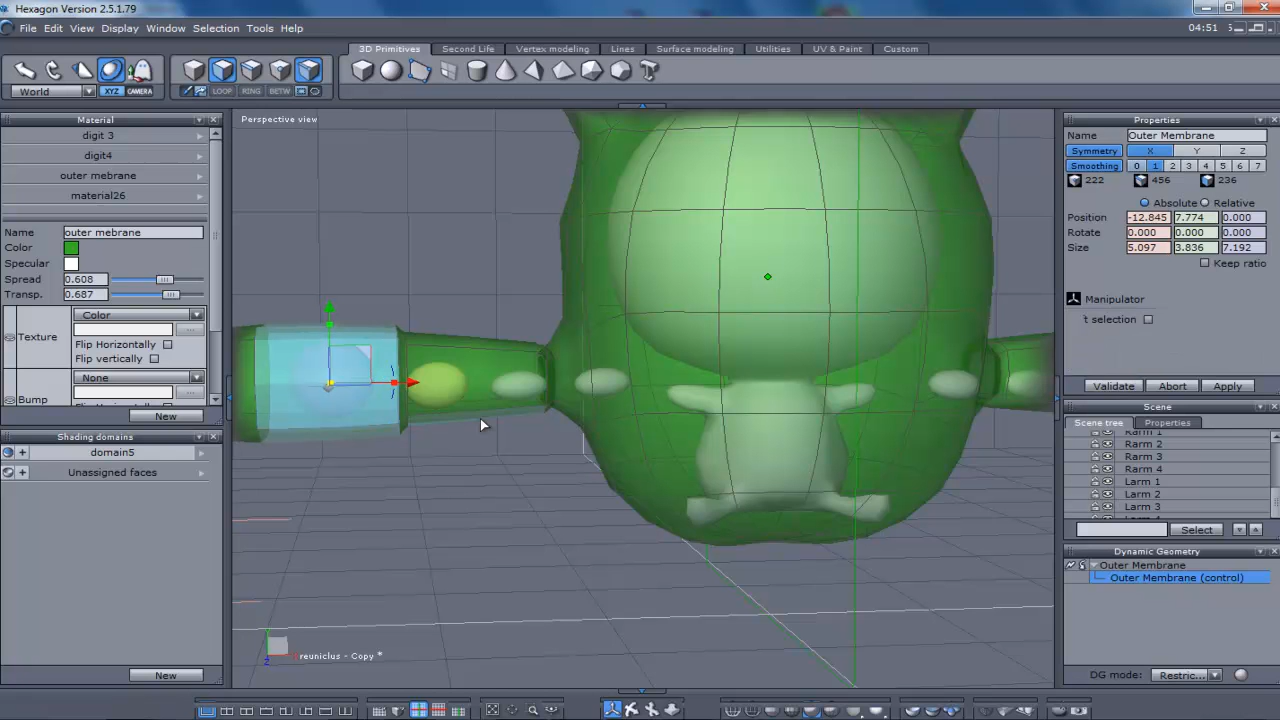 Hexagon Version 2.5.1.79
File Edit View Display Window Selection Tools Help
04:51
3D Primitives Second Life Vertex modeling Lines Surface modeling Utilities UV & Paint Custom
World XYZ CAMERA LOOP RING BETW
Material
digit 3
digit4
outer mebrane
material26
Name outer mebrane
Color
Specular
Spread 0.608
Transp. 0.687
Texture Color
Flip Horizontally
Flip vertically
None
Bump
New
Shading domains
domain5
Unassigned faces
New
Perspective view
reuniclus - Copy *
Properties
Name Outer Membrane
Symmetry X Y Z
Smoothing 0 1 2 3 4 5 6 7
222 456 236
Absolute Relative
Position -12.845 7.774 0.000
Rotate 0.000 0.000 0.000
Size 5.097 3.836 7.192
Keep ratio
Manipulator
t selection
Validate Abort Apply
Scene
Scene tree Properties
Rarm 1
Rarm 2
Rarm 3
Rarm 4
Larm 1
Larm 2
Larm 3
Select
Dynamic Geometry
Outer Membrane
Outer Membrane (control)
DG mode: Restric...